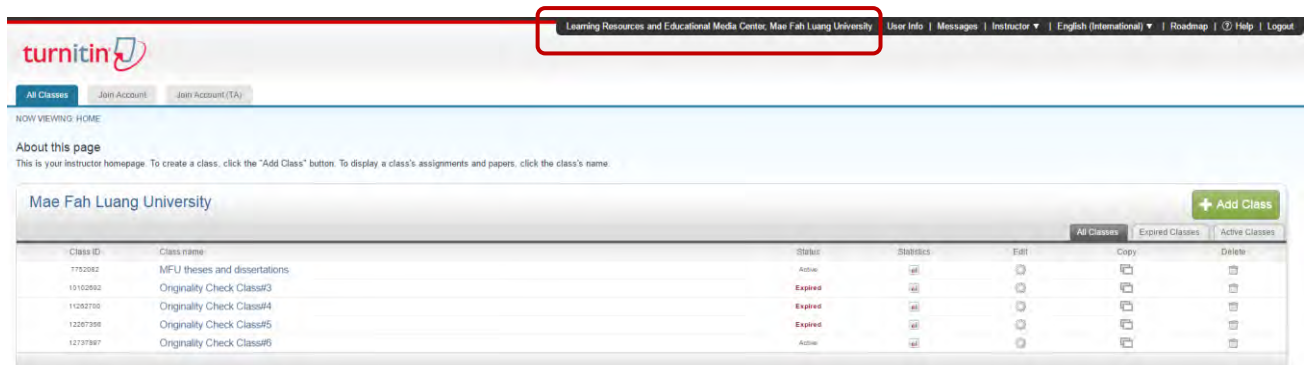 Learning Resources and Educational Media Center, Mae Fah Luang University | User Info | Messages | Instructor ▼ | English (International) ▼ | Roadmap | ? Help | Logout
turnitin
All Classes Join Account Join Account (TA)
NOW VIEWING: HOME
About this page
This is your instructor homepage. To create a class, click the "Add Class" button. To display a class's assignments and papers, click the class's name.
Mae Fah Luang University
+ Add Class
All Classes Expired Classes Active Classes
Class ID Class name Status Statistics Edit Copy Delete
7752082 MFU theses and dissertations Active
Originality Check Class#3 Expired
Originality Check Class#4 Expired
Originality Check Class#5 Expired
Originality Check Class#6 Active